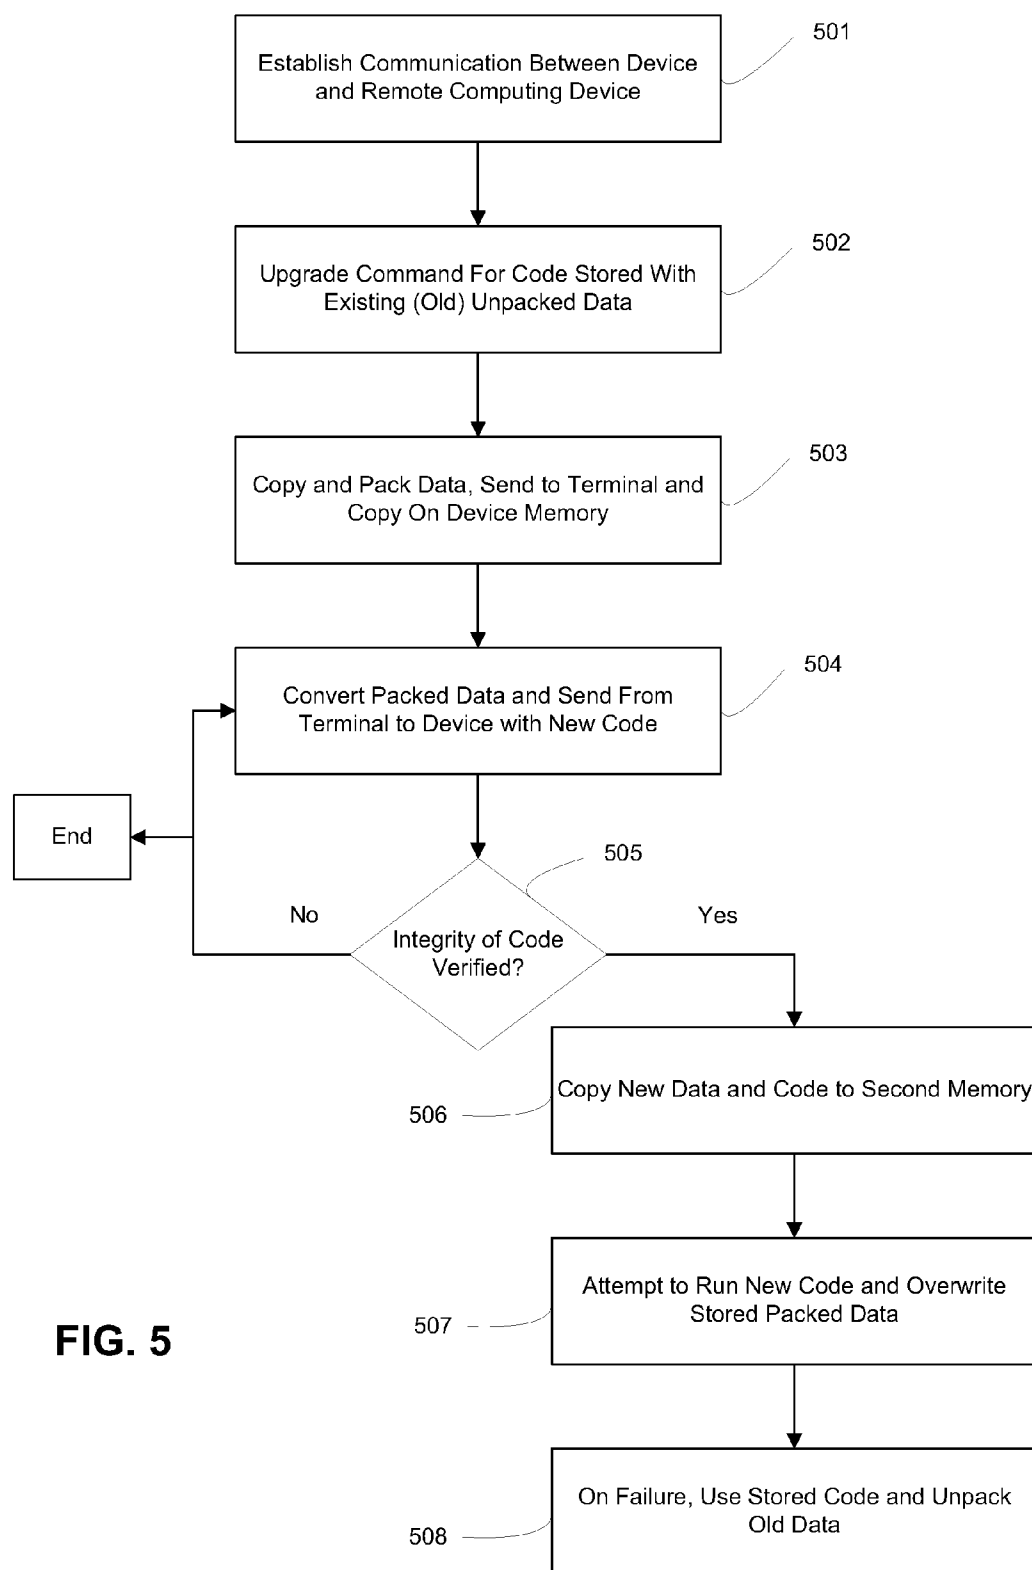 501
Establish Communication Between Device
and Remote Computing Device
502
Upgrade Command For Code Stored With
Existing (Old) Unpacked Data
503
Copy and Pack Data, Send to Terminal and
Copy On Device Memory
504
Convert Packed Data and Send From
Terminal to Device with New Code
End
505
No
Yes
Integrity of Code
Verified?
506
Copy New Data and Code to Second Memory
507
Attempt to Run New Code and Overwrite
Stored Packed Data
FIG. 5
508
On Failure, Use Stored Code and Unpack
Old Data